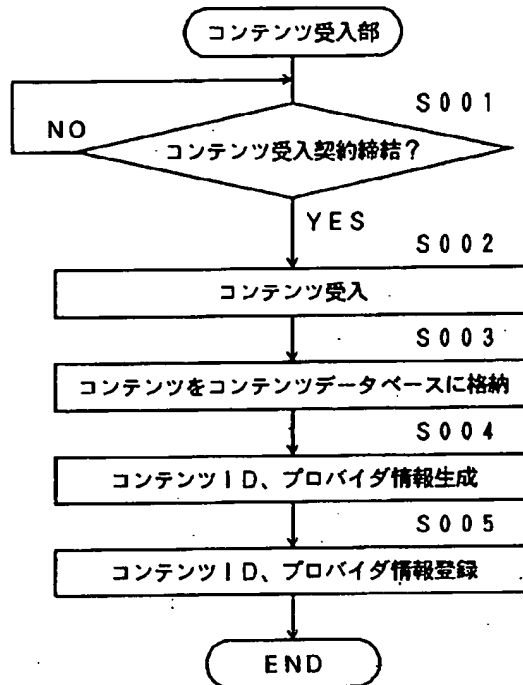 コンテンツ受入部
S001
NO
コンテンツ受入契約締結?
YES
S002
コンテンツ受入
S003
コンテンツをコンテンツデータベースに格納
S004
コンテンツID、プロバイダ情報生成
S005
コンテンツID、プロバイダ情報登録
END